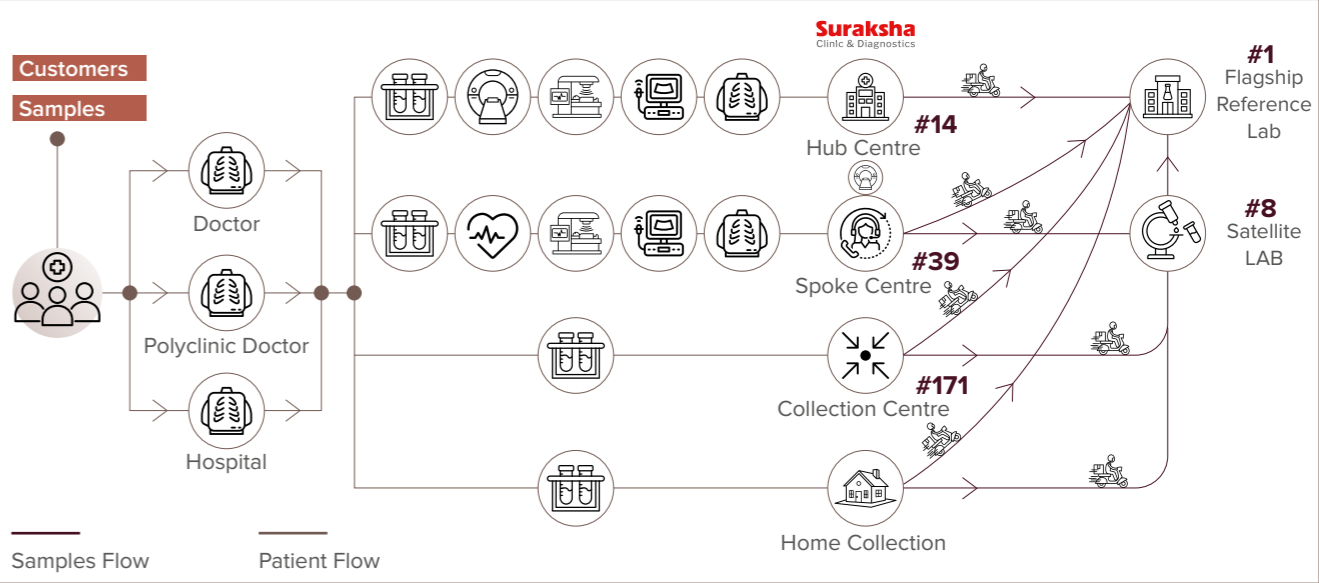 Customers
Samples
Doctor
Polyclinic Doctor
Hospital
Suraksha
Clinic & Diagnostics
#14
Hub Centre
#39
Spoke Centre
#171
Collection Centre
Home Collection
#1
Flagship
Reference
Lab
#8
Satellite
LAB
Samples Flow
Patient Flow